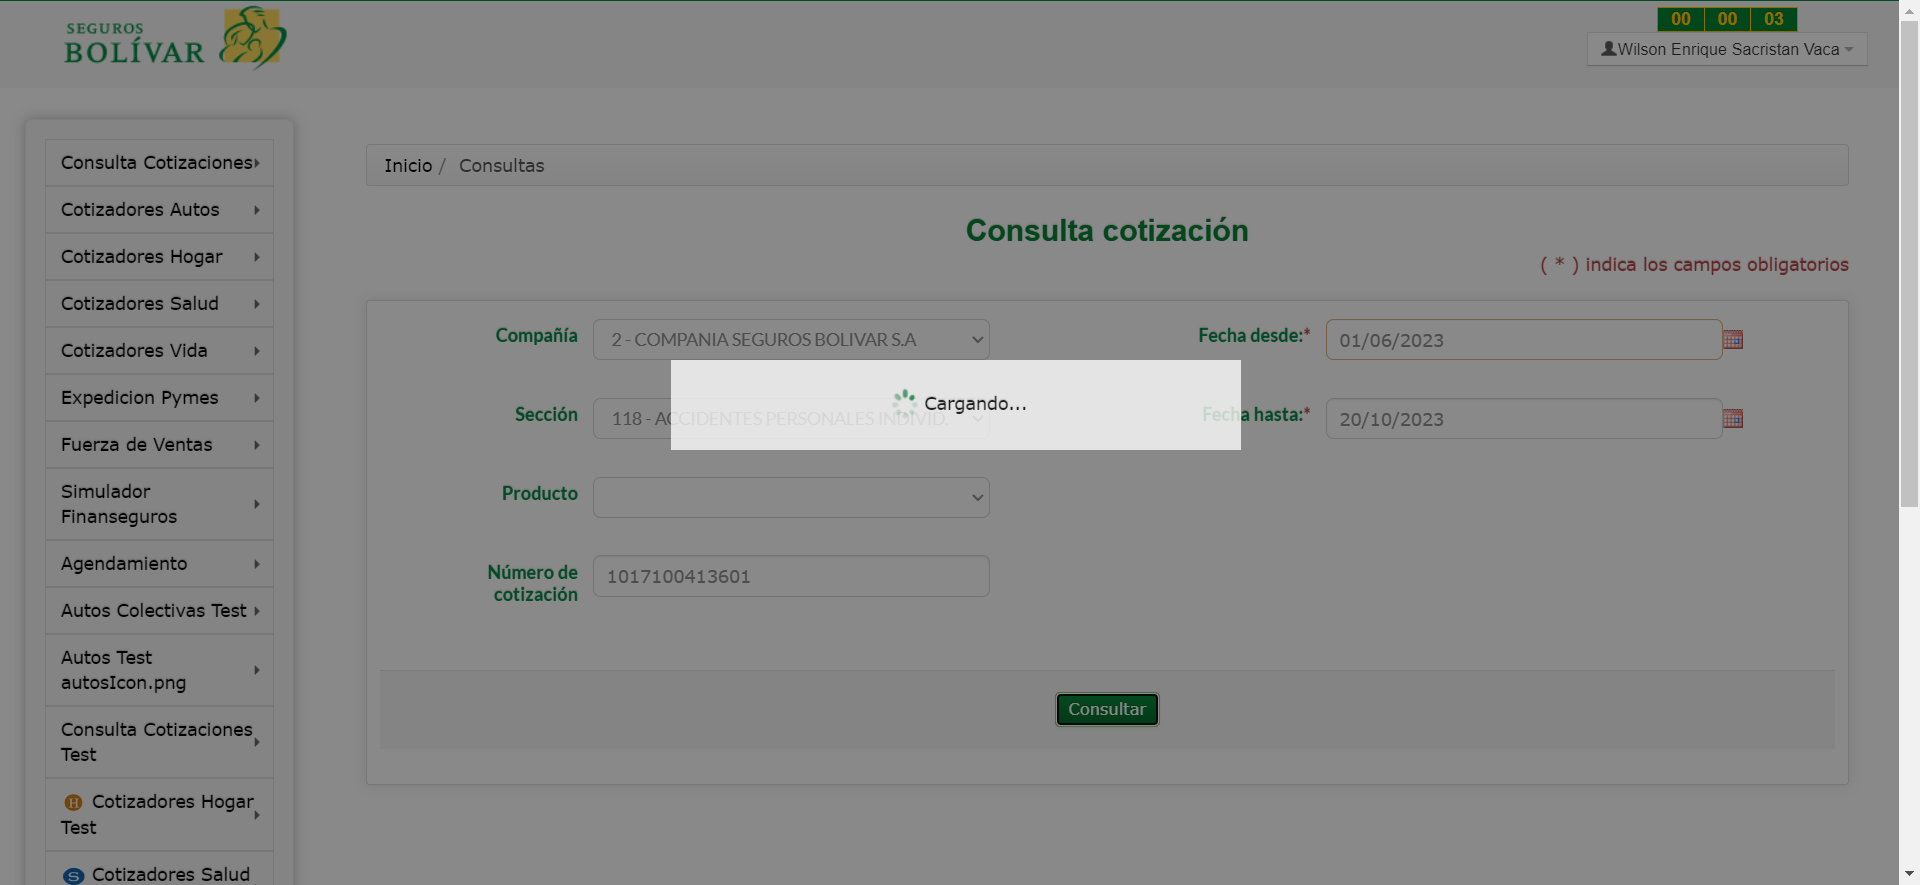 SEGUROS
BOLÍVAR
00 00 03
Wilson Enrique Sacristan Vaca
Consulta Cotizaciones
Cotizadores Autos
Cotizadores Hogar
Cotizadores Salud
Cotizadores Vida
Expedicion Pymes
Fuerza de Ventas
Simulador
Finanseguros
Agendamiento
Autos Colectivas Test
Autos Test
autosIcon.png
Consulta Cotizaciones
Test
H Cotizadores Hogar
Test
S Cotizadores Salud
Inicio / Consultas
Consulta cotización
( * ) indica los campos obligatorios
Compañía 2 - COMPANIA SEGUROS BOLIVAR S.A Fecha desde:* 01/06/2023
Cargando...
Sección 118 - ACCIDENTES PERSONALES INDIVID. Fecha hasta:* 20/10/2023
Producto
Número de
cotización
1017100413601
Consultar